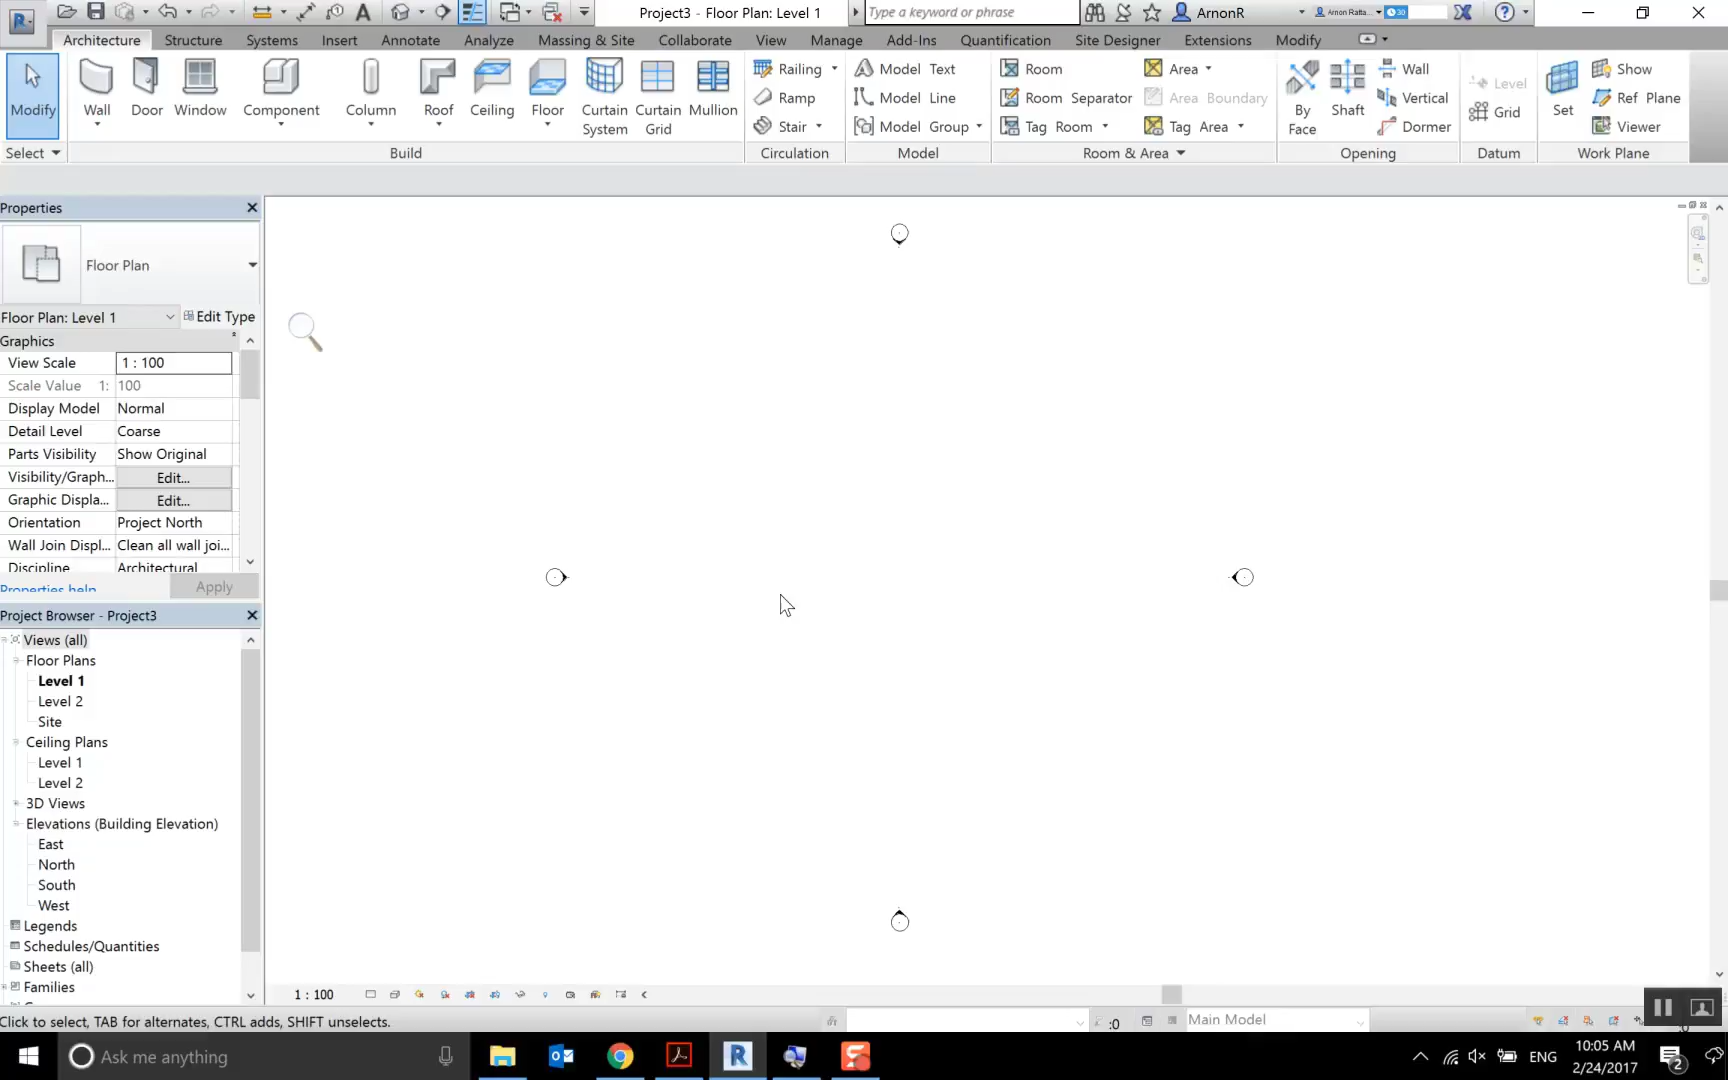 Project3 - Floor Plan: Level 1
Type a keyword or phrase
ArnonR
Arnon Ratta...
30
Architecture Structure Systems Insert Annotate Analyze Massing & Site Collaborate View Manage Add-Ins Quantification Site Designer Extensions Modify
Modify
Wall
Door
Window
Component
Column
Roof
Ceiling
Floor
Curtain System
Curtain Grid
Mullion
Railing
Ramp
Stair
Model Text
Model Line
Model Group
Room
Room Separator
Tag Room
Area
Area Boundary
Tag Area
By Face
Shaft
Wall
Vertical
Dormer
Level
Grid
Set
Show
Ref Plane
Viewer
Select
Build
Circulation
Model
Room & Area
Opening
Datum
Work Plane
Properties
Floor Plan
Floor Plan: Level 1
Edit Type
Graphics
View Scale 1 : 100
Scale Value 1: 100
Display Model Normal
Detail Level Coarse
Parts Visibility Show Original
Visibility/Graph... Edit...
Graphic Displa... Edit...
Orientation Project North
Wall Join Displ... Clean all wall joi...
Discipline Architectural
Properties help
Apply
Project Browser - Project3
Views (all)
Floor Plans
Level 1
Level 2
Site
Ceiling Plans
Level 1
Level 2
3D Views
Elevations (Building Elevation)
East
North
South
West
Legends
Schedules/Quantities
Sheets (all)
Families
1 : 100
Click to select, TAB for alternates, CTRL adds, SHIFT unselects.
:0
Main Model
:0
Ask me anything
ENG
10:05 AM
2/24/2017
2